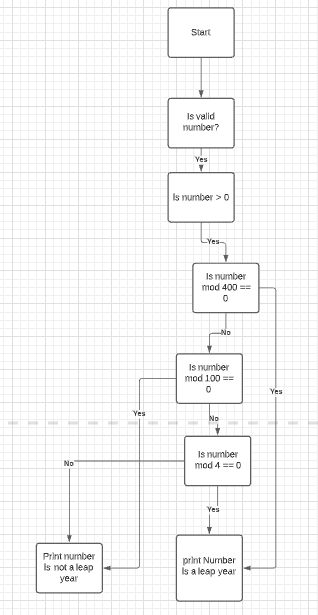 Start
Is valid
number?
Yes
Is number > 0
Yes
Is number
mod 400 ==
0
No
Is number
mod 100 ==
0
Yes
Yes
No
Is number
mod 4 == 0
No
Yes
Print number
is not a leap
year
print Number
is a leap year